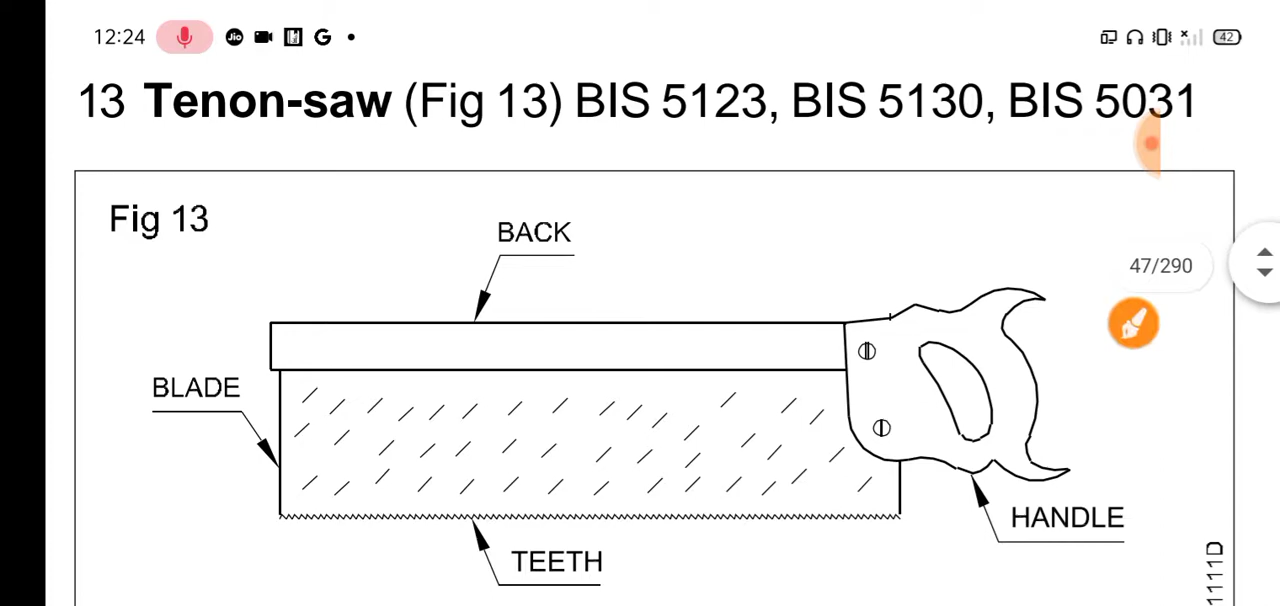 12:24 Jio G 42
13 Tenon-saw (Fig 13) BIS 5123, BIS 5130, BIS 5031
Fig 13
BACK
47/290
BLADE
HANDLE
TEETH
1111D